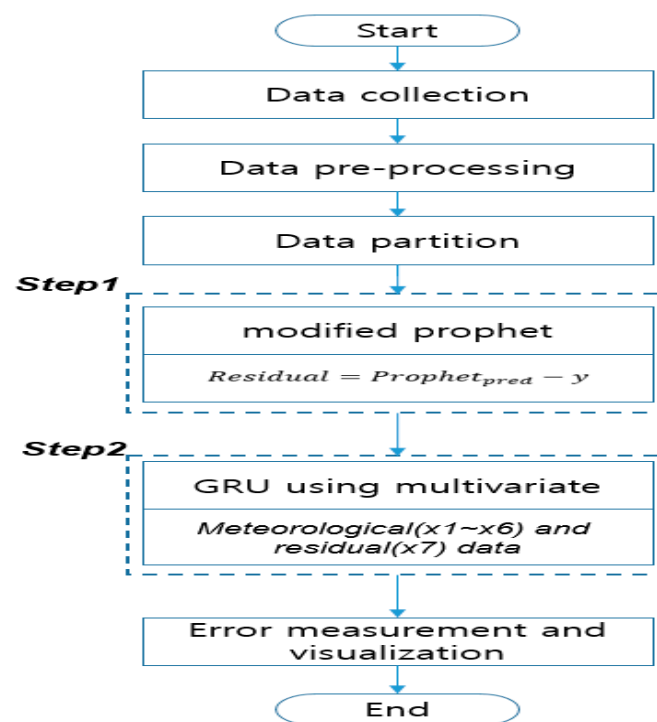 Start
Data collection
Data pre-processing
Data partition
Step1
modified prophet
Residual = Prophet_pred − y
Step2
GRU using multivariate
Meteorological(x1~x6) and
residual(x7) data
Error measurement and
visualization
End